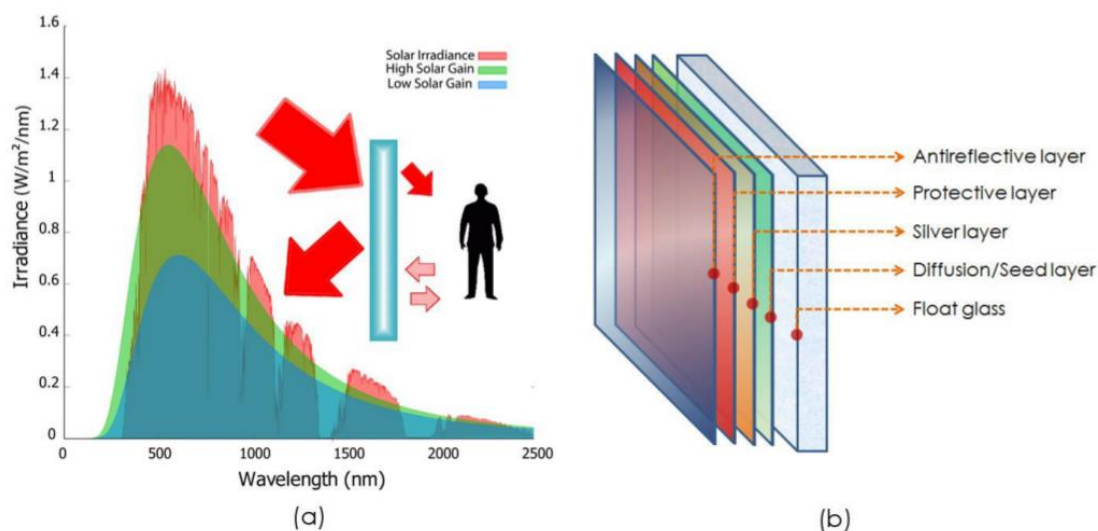 1.6
1.4
1.2
1
0.8
0.6
0.4
0.2
0
Irradiance (W/m²/nm)
Solar Irradiance
High Solar Gain
Low Solar Gain
0 500 1000 1500 2000 2500
Wavelength (nm)
(a)
Antireflective layer
Protective layer
Silver layer
Diffusion/Seed layer
Float glass
(b)